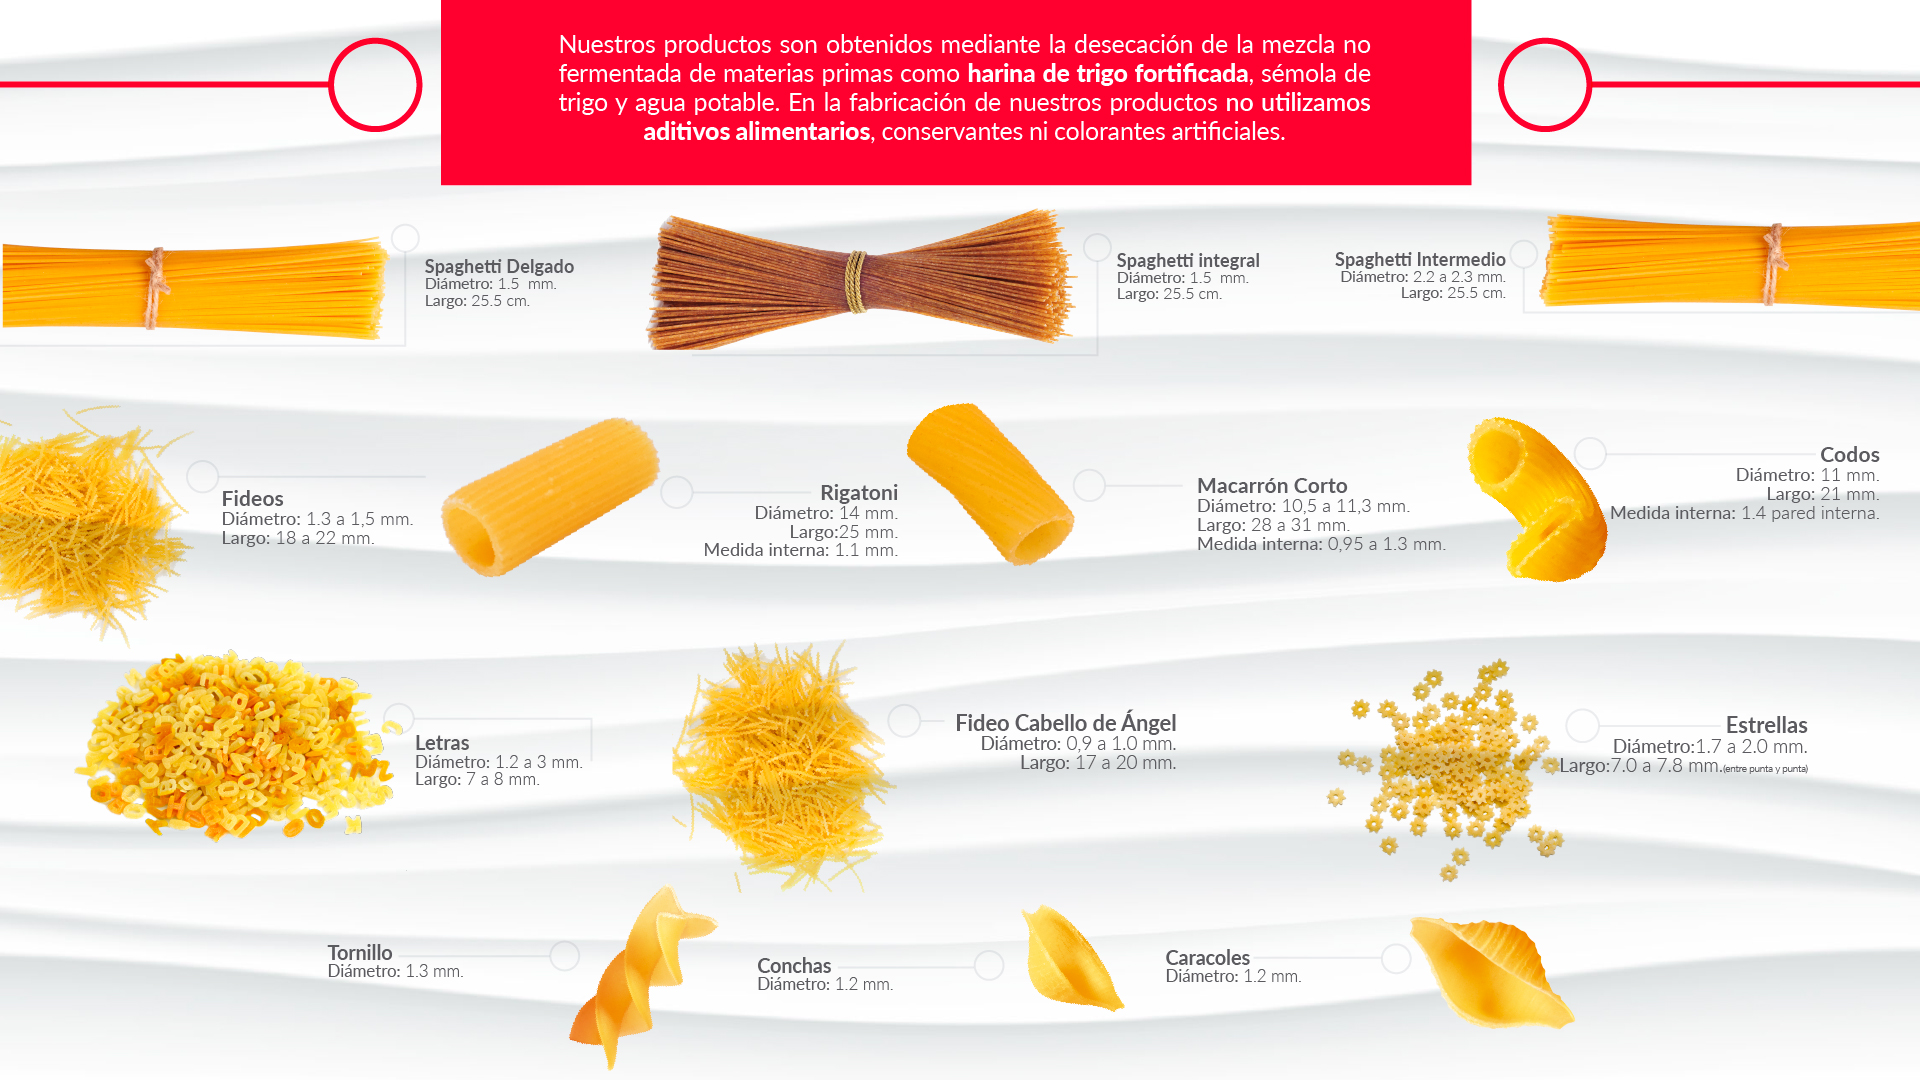 Nuestros productos son obtenidos mediante la desecación de la mezcla no
fermentada de materias primas como harina de trigo fortificada, sémola de
trigo y agua potable. En la fabricación de nuestros productos no utilizamos
aditivos alimentarios, conservantes ni colorantes artificiales.
Spaghetti Delgado
Diámetro: 1.5  mm.
Largo: 25.5 cm.
Spaghetti integral
Diámetro: 1.5  mm.
Largo: 25.5 cm.
Spaghetti Intermedio
Diámetro: 2.2 a 2.3 mm.
Largo: 25.5 cm.
Fideos
Diámetro: 1.3 a 1,5 mm.
Largo: 18 a 22 mm.
Rigatoni
Diámetro: 14 mm.
Largo:25 mm.
Medida interna: 1.1 mm.
Macarrón Corto
Diámetro: 10,5 a 11,3 mm.
Largo: 28 a 31 mm.
Medida interna: 0,95 a 1.3 mm.
Codos
Diámetro: 11 mm.
Largo: 21 mm.
Medida interna: 1.4 pared interna.
Letras
Diámetro: 1.2 a 3 mm.
Largo: 7 a 8 mm.
Fideo Cabello de Ángel
Diámetro: 0,9 a 1.0 mm.
Largo: 17 a 20 mm.
Estrellas
Diámetro:1.7 a 2.0 mm.
Largo:7.0 a 7.8 mm.(entre punta y punta)
Tornillo
Diámetro: 1.3 mm.
Conchas
Diámetro: 1.2 mm.
Caracoles
Diámetro: 1.2 mm.